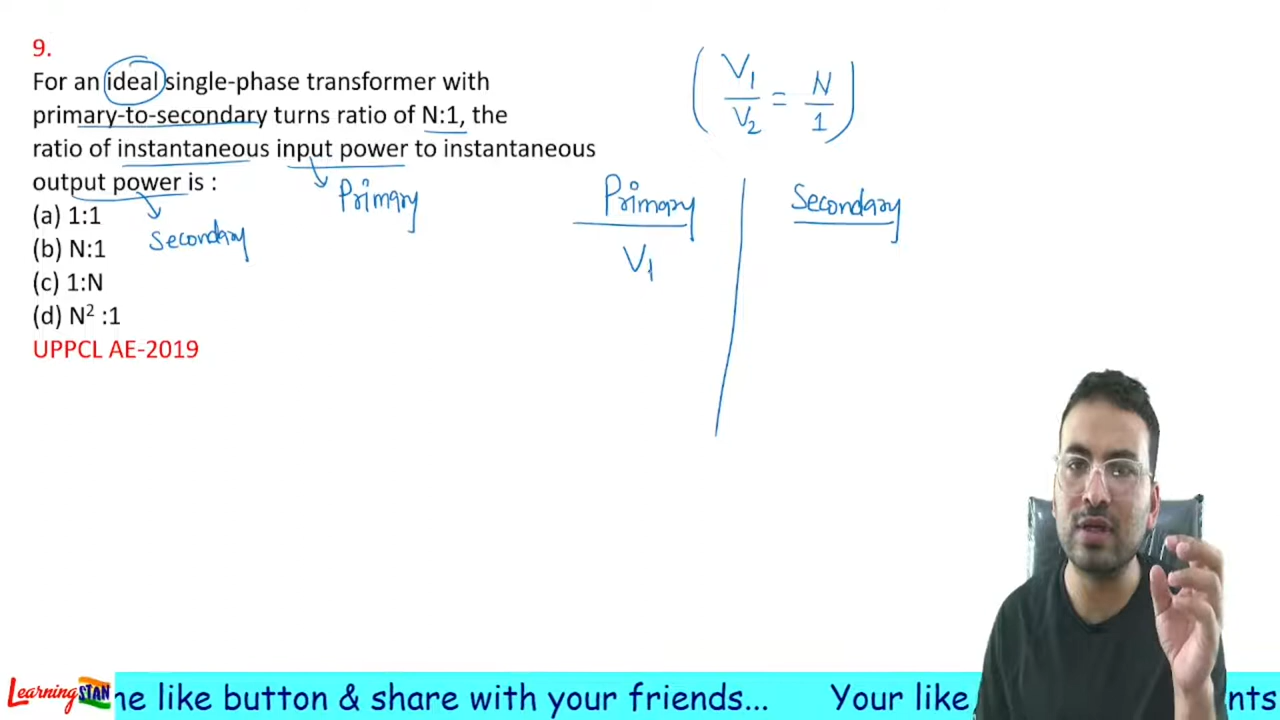 9.
For an ideal single-phase transformer with
primary-to-secondary turns ratio of N:1, the
ratio of instantaneous input power to instantaneous
output power is :
(a) 1:1
(b) N:1
(c) 1:N
(d) N² :1
UPPCL AE-2019
Primary
Secondary
V₁/V₂ = N/1
Primary
Secondary
V₁
Learning STAN
me like button & share with your friends... Your like nts